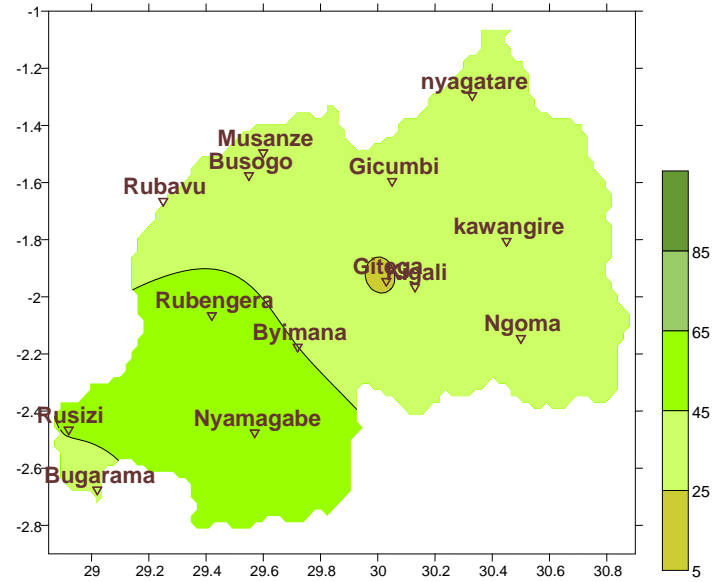 -1
-1.2
nyagatare
-1.4
Musanze
Busogo
Gicumbi
-1.6
Rubavu
kawangire
-1.8
85
Gitega
Kigali
-2
Rubengera
Byimana
Ngoma
65
-2.2
-2.4
Rusizi
Nyamagabe
45
Bugarama
-2.6
25
-2.8
5
29 29.2 29.4 29.6 29.8 30.0 30.2 30.4 30.6 30.8